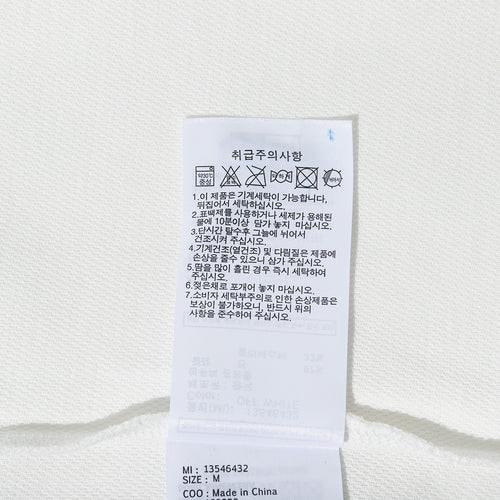 취급주의사항
약30℃
중성
1.이 제품은 기계세탁이 가능합니다,
뒤집어서 세탁하십시오.
2.표백제를 사용하거나 세제가 용해된
물에 10분이상 담가 놓지 마십시오.
3.단시간 탈수후 그늘에 뉘어서
건조시켜 주십시오.
4.기계건조(열건조) 및 다림질은 제품에
손상을 줄수 있으니 삼가 주십시오.
5.땀을 많이 흘린 경우 즉시 세탁하여
주십시오.
6.젖은채로 포개어 놓지 마십시오.
7.소비자 세탁부주의로 인한 손상제품은
보상이 불가하오니, 반드시 위의
사항을 준수하여 주십시오.
MI : 13546432
SIZE : M
COO : Made in China